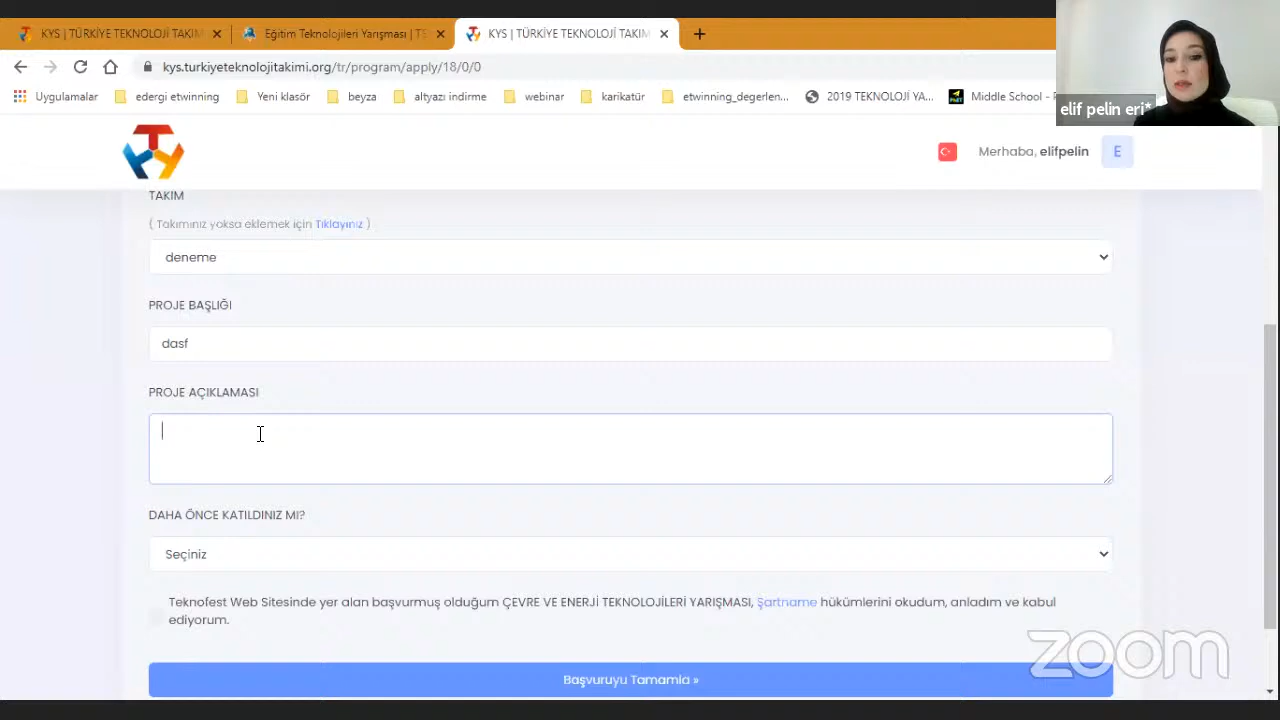 KYS | TÜRKİYE TEKNOLOJİ TAKIM
Eğitim Teknolojileri Yarışması | TE
KYS | TÜRKİYE TEKNOLOJİ TAKIM
kys.turkiyeteknolojitakimi.org/tr/program/apply/18/0/0
Uygulamalar
edergi etwinning
Yeni klasör
beyza
altyazı indirme
webinar
karikatür
etwinning_degerlen...
2019 TEKNOLOJİ YA...
Middle School - P
elif pelin eri*
Merhaba, elifpelin
E
TAKIM
( Takımınız yoksa eklemek için Tıklayınız )
deneme
PROJE BAŞLIĞI
dasf
PROJE AÇIKLAMASI
DAHA ÖNCE KATILDINIZ MI?
Seçiniz
Teknofest Web Sitesinde yer alan başvurmuş olduğum ÇEVRE VE ENERJİ TEKNOLOJİLERİ YARIŞMASI, Şartname hükümlerini okudum, anladım ve kabul
ediyorum.
Başvuruyu Tamamla »
zoom